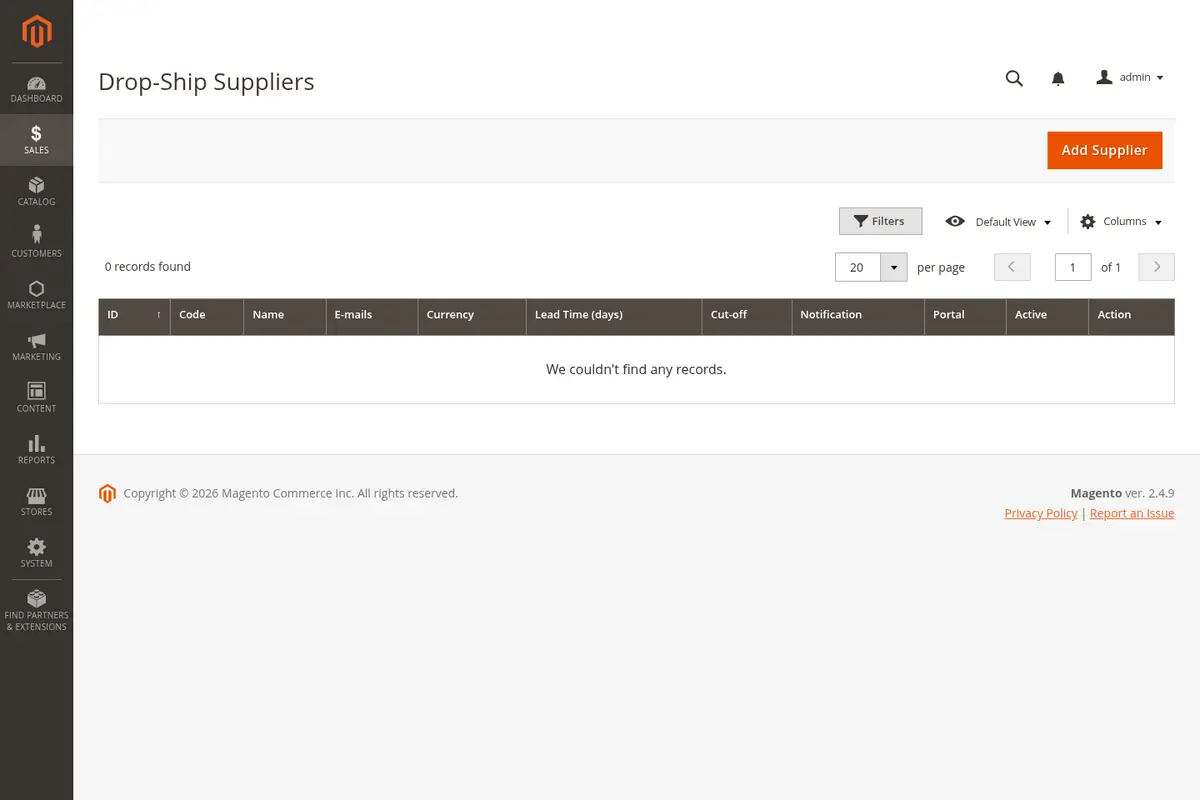 Drop-Ship Suppliers
admin
DASHBOARD
SALES
CATALOG
CUSTOMERS
MARKETPLACE
MARKETING
CONTENT
REPORTS
STORES
SYSTEM
FIND PARTNERS
& EXTENSIONS
Add Supplier
Filters Default View Columns
0 records found 20 per page 1 of 1
ID ↑ Code Name E-mails Currency Lead Time (days) Cut-off Notification Portal Active Action
We couldn't find any records.
Copyright © 2026 Magento Commerce Inc. All rights reserved.
Magento ver. 2.4.9
Privacy Policy | Report an Issue